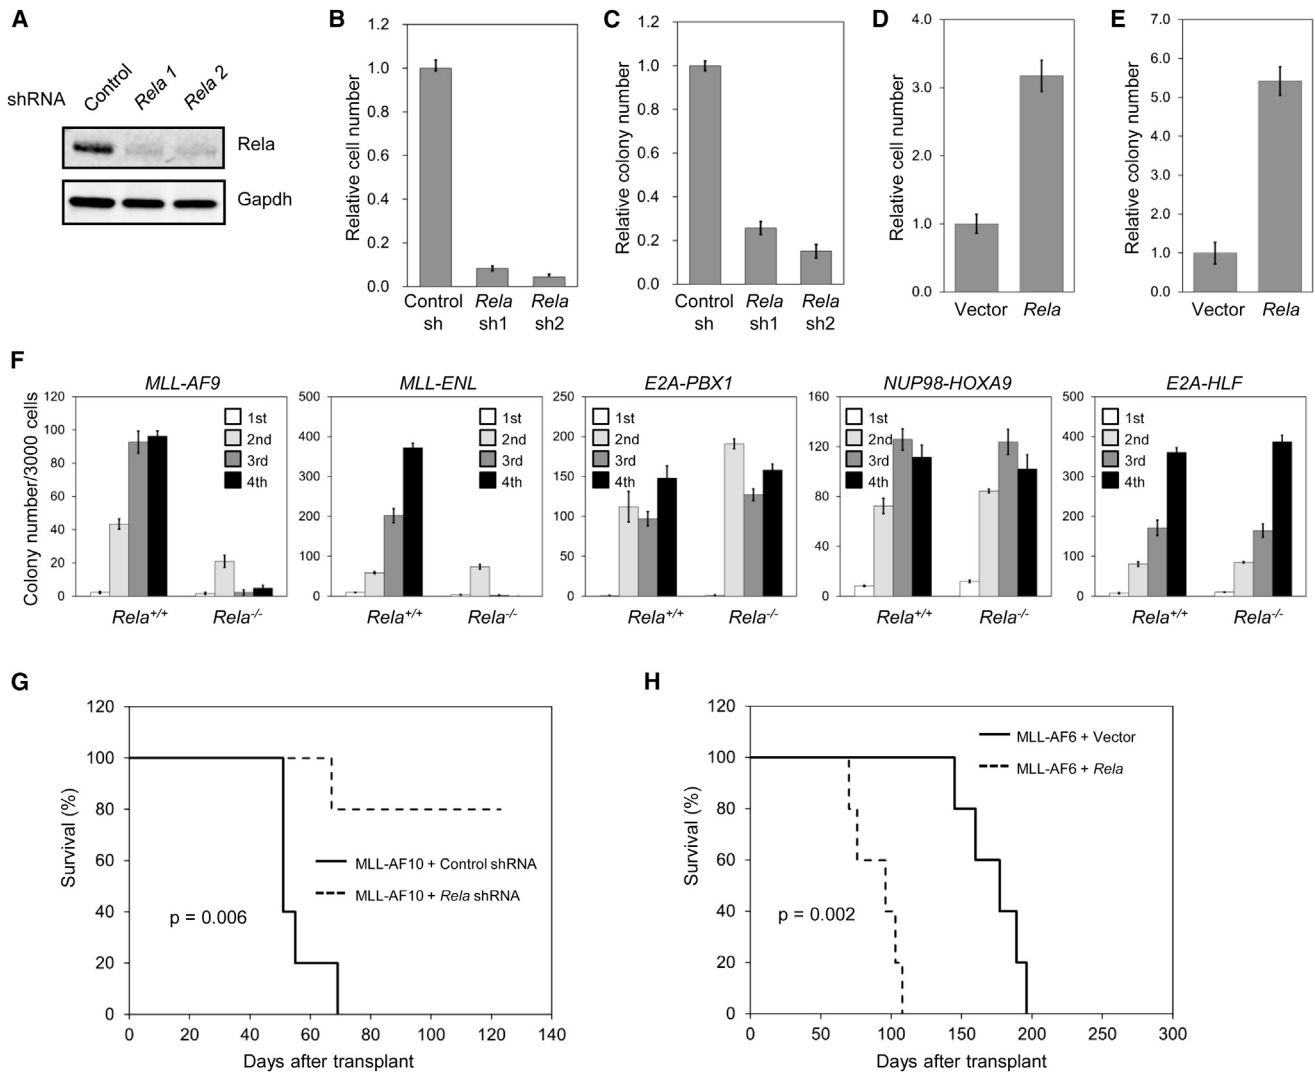 A
shRNA
Control
Rela 1
Rela 2
Rela
Gapdh
B
Relative cell number
1.2
1.0
0.8
0.6
0.4
0.2
0.0
Control sh
Rela sh1
Rela sh2
C
Relative colony number
1.2
1.0
0.8
0.6
0.4
0.2
0.0
Control sh
Rela sh1
Rela sh2
D
Relative cell number
4.0
3.0
2.0
1.0
0.0
Vector
Rela
E
Relative colony number
7.0
6.0
5.0
4.0
3.0
2.0
1.0
0.0
Vector
Rela
F
Colony number/3000 cells
MLL-AF9
120
100
80
60
40
20
0
1st
2nd
3rd
4th
Rela+/+
Rela-/-
MLL-ENL
500
400
300
200
100
0
1st
2nd
3rd
4th
Rela+/+
Rela-/-
E2A-PBX1
250
200
150
100
50
0
1st
2nd
3rd
4th
Rela+/+
Rela-/-
NUP98-HOXA9
160
120
80
40
0
1st
2nd
3rd
4th
Rela+/+
Rela-/-
E2A-HLF
500
400
300
200
100
0
1st
2nd
3rd
4th
Rela+/+
Rela-/-
G
Survival (%)
120
100
80
60
40
20
0
MLL-AF10 + Control shRNA
MLL-AF10 + Rela shRNA
p = 0.006
0 20 40 60 80 100 120 140
Days after transplant
H
Survival (%)
120
100
80
60
40
20
0
MLL-AF6 + Vector
MLL-AF6 + Rela
p = 0.002
0 50 100 150 200 250 300
Days after transplant